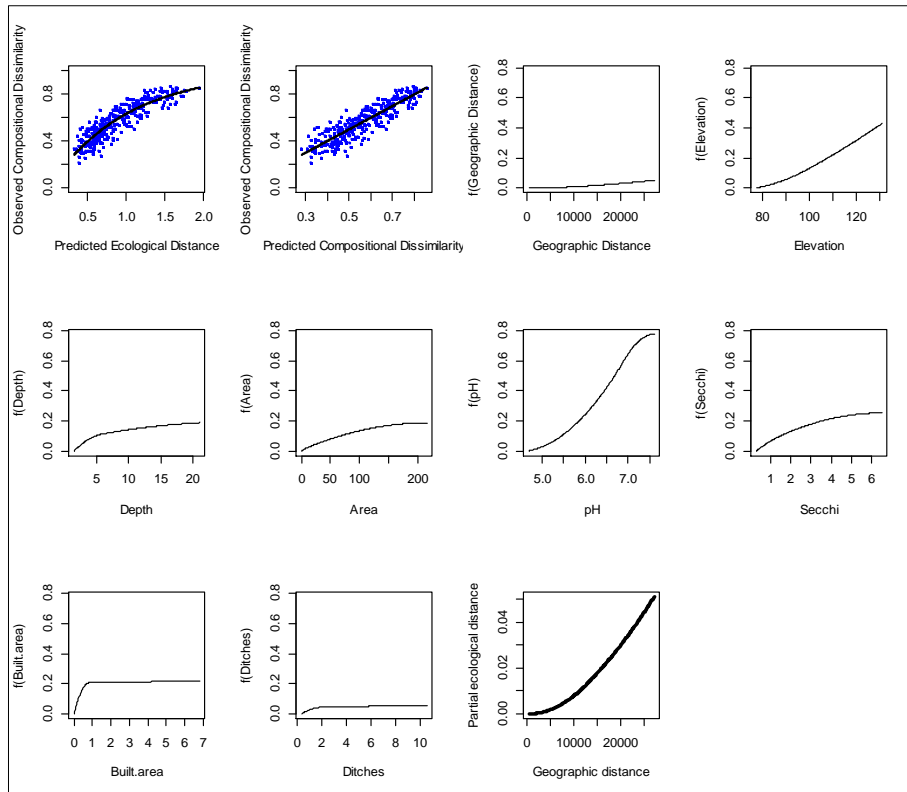 Observed Compositional Dissimilarity
0.0 0.4 0.8
0.5 1.0 1.5 2.0
Predicted Ecological Distance
Observed Compositional Dissimilarity
0.0 0.4 0.8
0.3 0.5 0.7
Predicted Compositional Dissimilarity
f(Geographic Distance)
0.0 0.2 0.4 0.6 0.8
0 10000 20000
Geographic Distance
f(Elevation)
0.0 0.2 0.4 0.6 0.8
80 100 120
Elevation
f(Depth)
0.0 0.2 0.4 0.6 0.8
5 10 15 20
Depth
f(Area)
0.0 0.2 0.4 0.6 0.8
0 50 100 200
Area
f(pH)
0.0 0.2 0.4 0.6 0.8
5.0 6.0 7.0
pH
f(Secchi)
0.0 0.2 0.4 0.6 0.8
1 2 3 4 5 6
Secchi
f(Built.area)
0.0 0.2 0.4 0.6 0.8
0 1 2 3 4 5 6 7
Built.area
f(Ditches)
0.0 0.2 0.4 0.6 0.8
0 2 4 6 8 10
Ditches
Partial ecological distance
0.00 0.02 0.04
0 10000 20000
Geographic distance